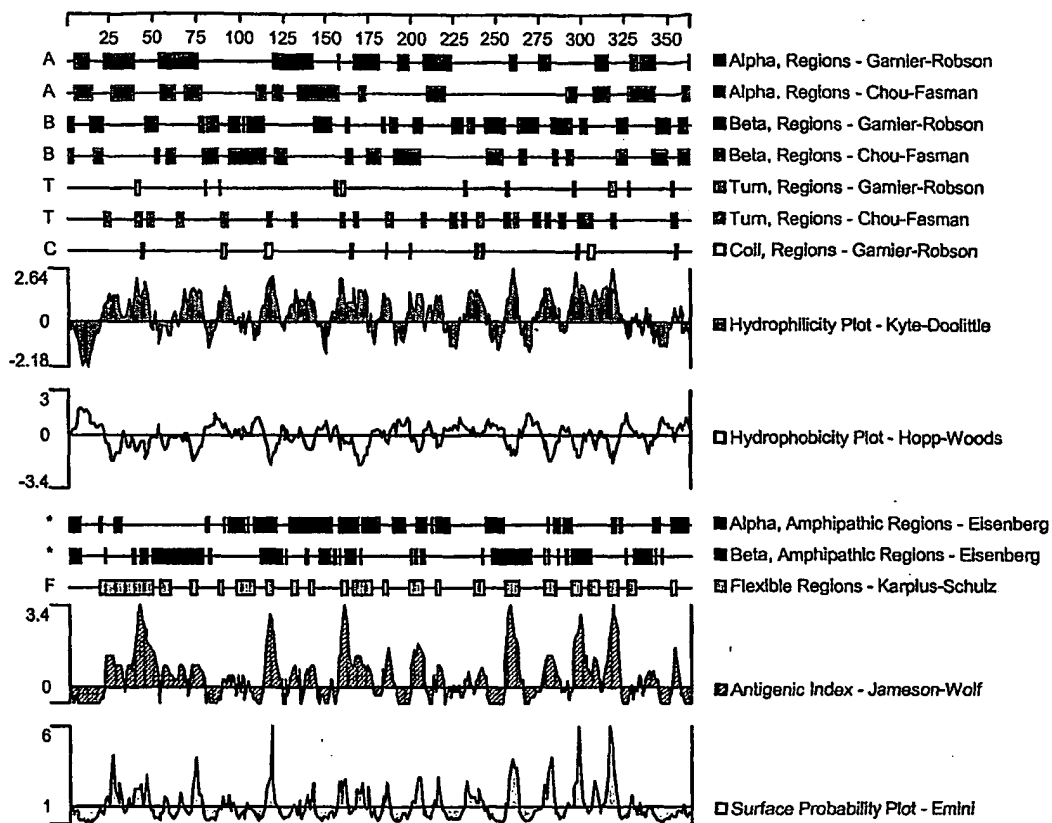 25 50 75 100 125 150 175 200 225 250 275 300 325 350
A Alpha, Regions - Garnier-Robson
A Alpha, Regions - Chou-Fasman
B Beta, Regions - Garnier-Robson
B Beta, Regions - Chou-Fasman
T Turn, Regions - Garnier-Robson
T Turn, Regions - Chou-Fasman
C Coil, Regions - Garnier-Robson
2.64
0 Hydrophilicity Plot - Kyte-Doolittle
-2.18
3
0 Hydrophobicity Plot - Hopp-Woods
-3.4
* Alpha, Amphipathic Regions - Eisenberg
* Beta, Amphipathic Regions - Eisenberg
F Flexible Regions - Karplus-Schulz
3.4
0 Antigenic Index - Jameson-Wolf
6
1 Surface Probability Plot - Emini